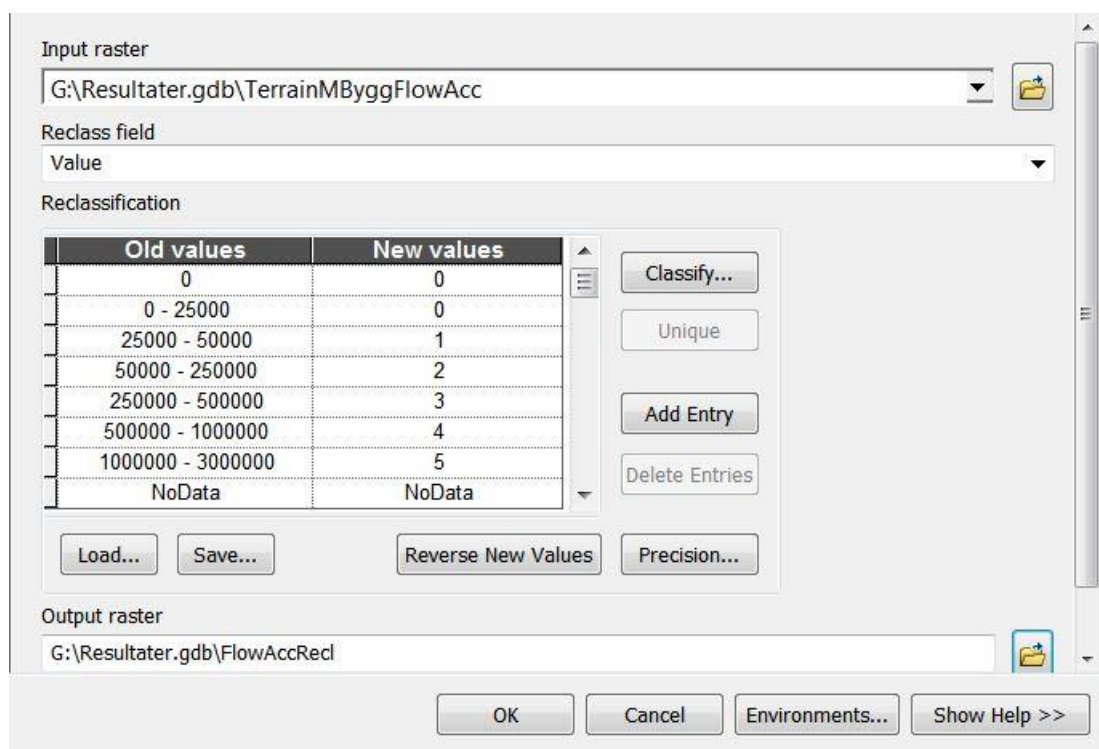 Input raster
G:\Resultater.gdb\TerrainMByggFlowAcc
Reclass field
Value
Reclassification
Old values New values
0 0
0 - 25000 0
25000 - 50000 1
50000 - 250000 2
250000 - 500000 3
500000 - 1000000 4
1000000 - 3000000 5
NoData NoData
Classify...
Unique
Add Entry
Delete Entries
Load... Save... Reverse New Values Precision...
Output raster
G:\Resultater.gdb\FlowAccRecl
OK Cancel Environments... Show Help >>